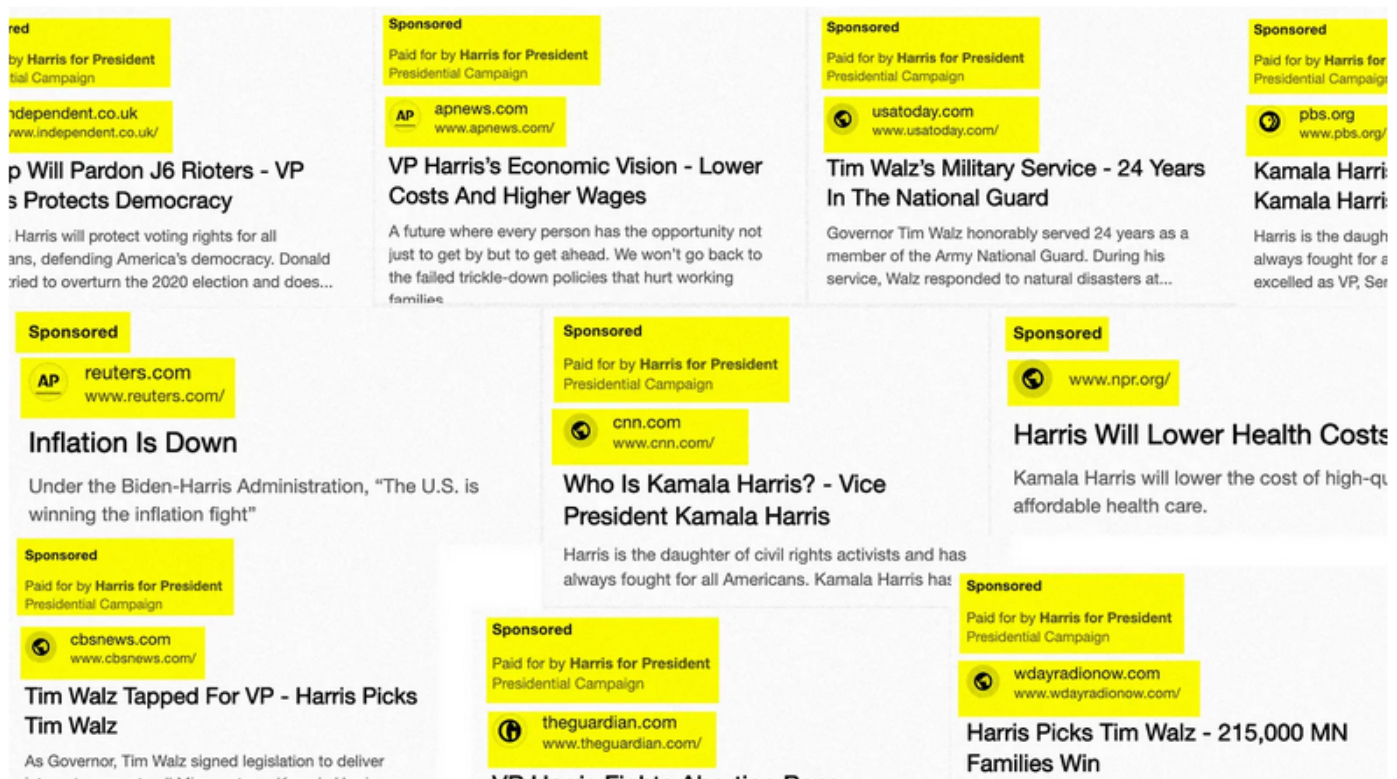 red
by Harris for President
tial Campaign
ndependent.co.uk
www.independent.co.uk/
p Will Pardon J6 Rioters - VP
s Protects Democracy
Harris will protect voting rights for all
ans, defending America's democracy. Donald
tried to overturn the 2020 election and does...
Sponsored
Paid for by Harris for President
Presidential Campaign
AP
apnews.com
www.apnews.com/
VP Harris's Economic Vision - Lower
Costs And Higher Wages
A future where every person has the opportunity not
just to get by but to get ahead. We won't go back to
the failed trickle-down policies that hurt working
families
Sponsored
Paid for by Harris for President
Presidential Campaign
usatoday.com
www.usatoday.com/
Tim Walz's Military Service - 24 Years
In The National Guard
Governor Tim Walz honorably served 24 years as a
member of the Army National Guard. During his
service, Walz responded to natural disasters at...
Sponsored
Paid for by Harris for
Presidential Campaig
pbs.org
www.pbs.org/
Kamala Harri
Kamala Harri
Harris is the daugh
always fought for a
excelled as VP, Sen
Sponsored
AP
reuters.com
www.reuters.com/
Inflation Is Down
Under the Biden-Harris Administration, “The U.S. is
winning the inflation fight”
Sponsored
Paid for by Harris for President
Presidential Campaign
cnn.com
www.cnn.com/
Who Is Kamala Harris? - Vice
President Kamala Harris
Harris is the daughter of civil rights activists and has
always fought for all Americans. Kamala Harris has
Sponsored
www.npr.org/
Harris Will Lower Health Costs
Kamala Harris will lower the cost of high-qu
affordable health care.
Sponsored
Paid for by Harris for President
Presidential Campaign
cbsnews.com
www.cbsnews.com/
Tim Walz Tapped For VP - Harris Picks
Tim Walz
As Governor, Tim Walz signed legislation to deliver
Sponsored
Paid for by Harris for President
Presidential Campaign
theguardian.com
www.theguardian.com/
VP Harris Fights Abortion Bans
Sponsored
Paid for by Harris for President
Presidential Campaign
wdayradionow.com
www.wdayradionow.com/
Harris Picks Tim Walz - 215,000 MN
Families Win